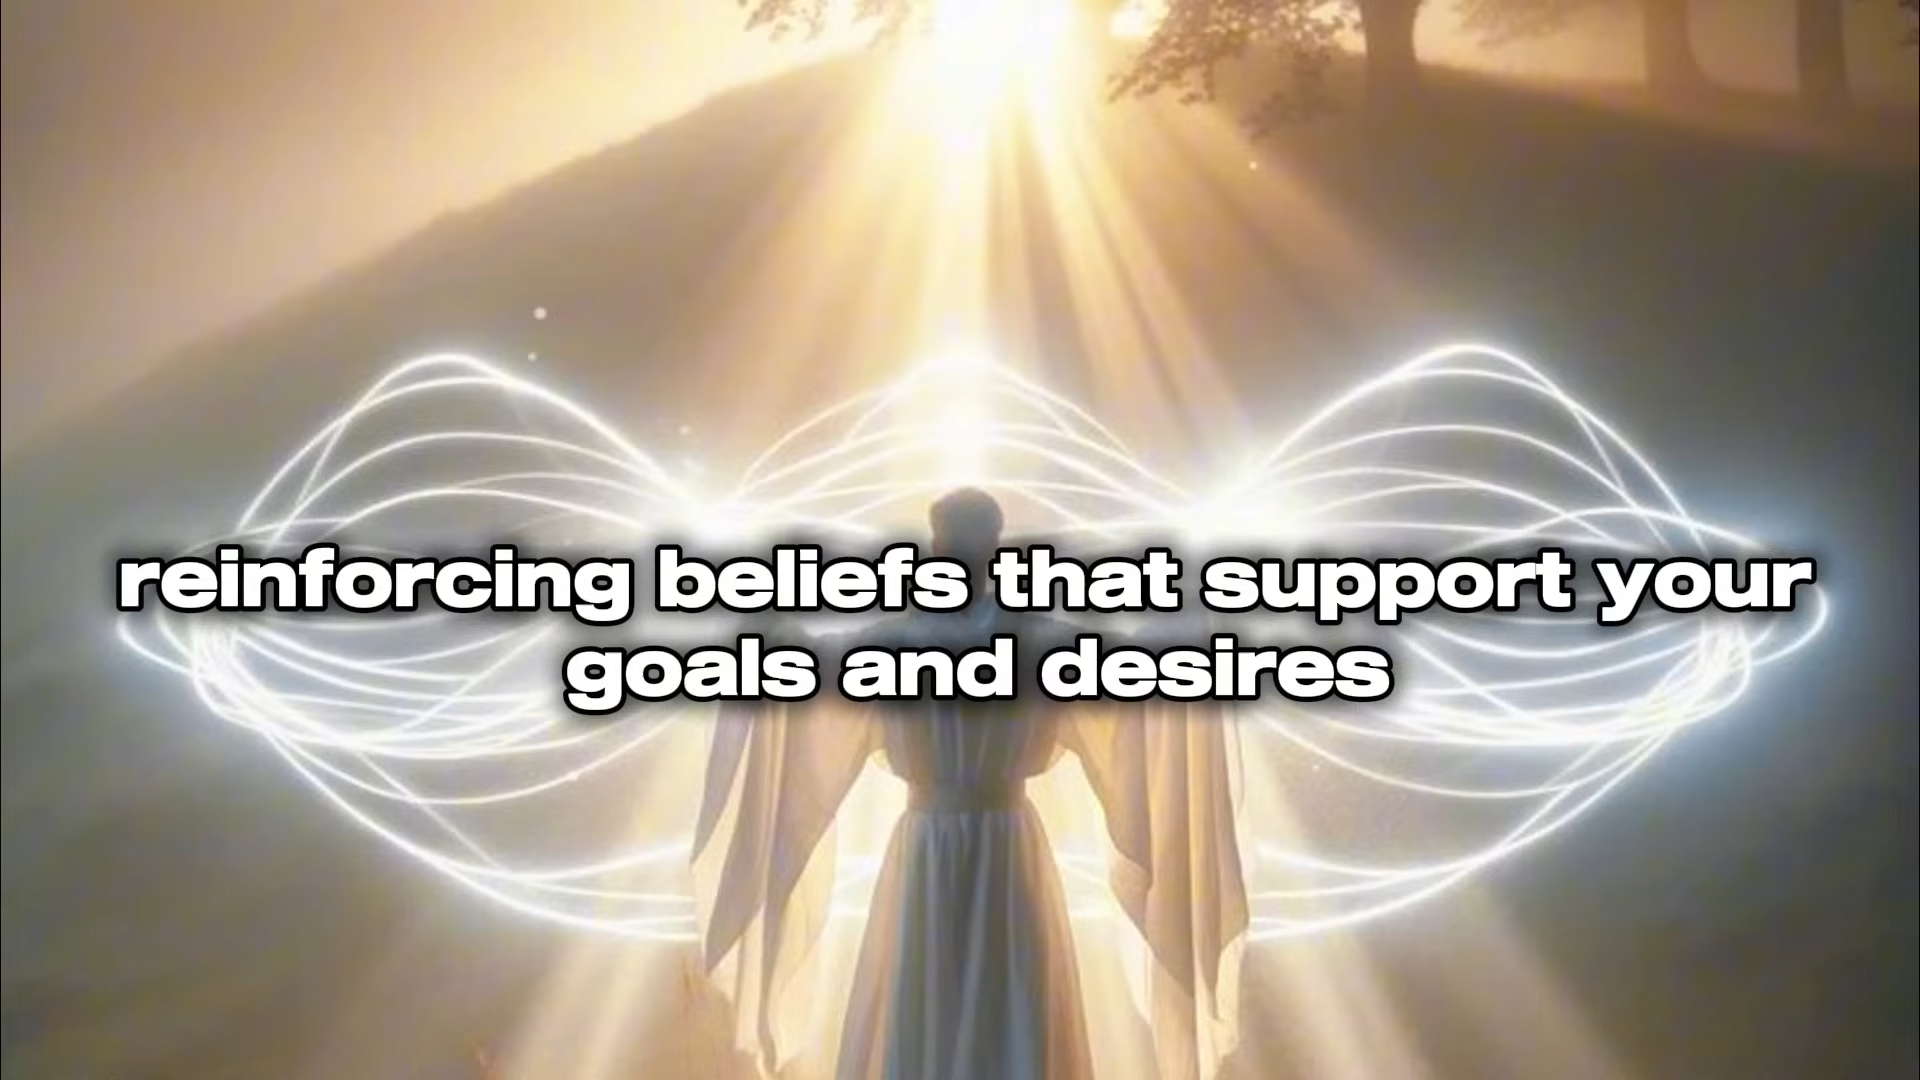 reinforcing beliefs that support your
goals and desires